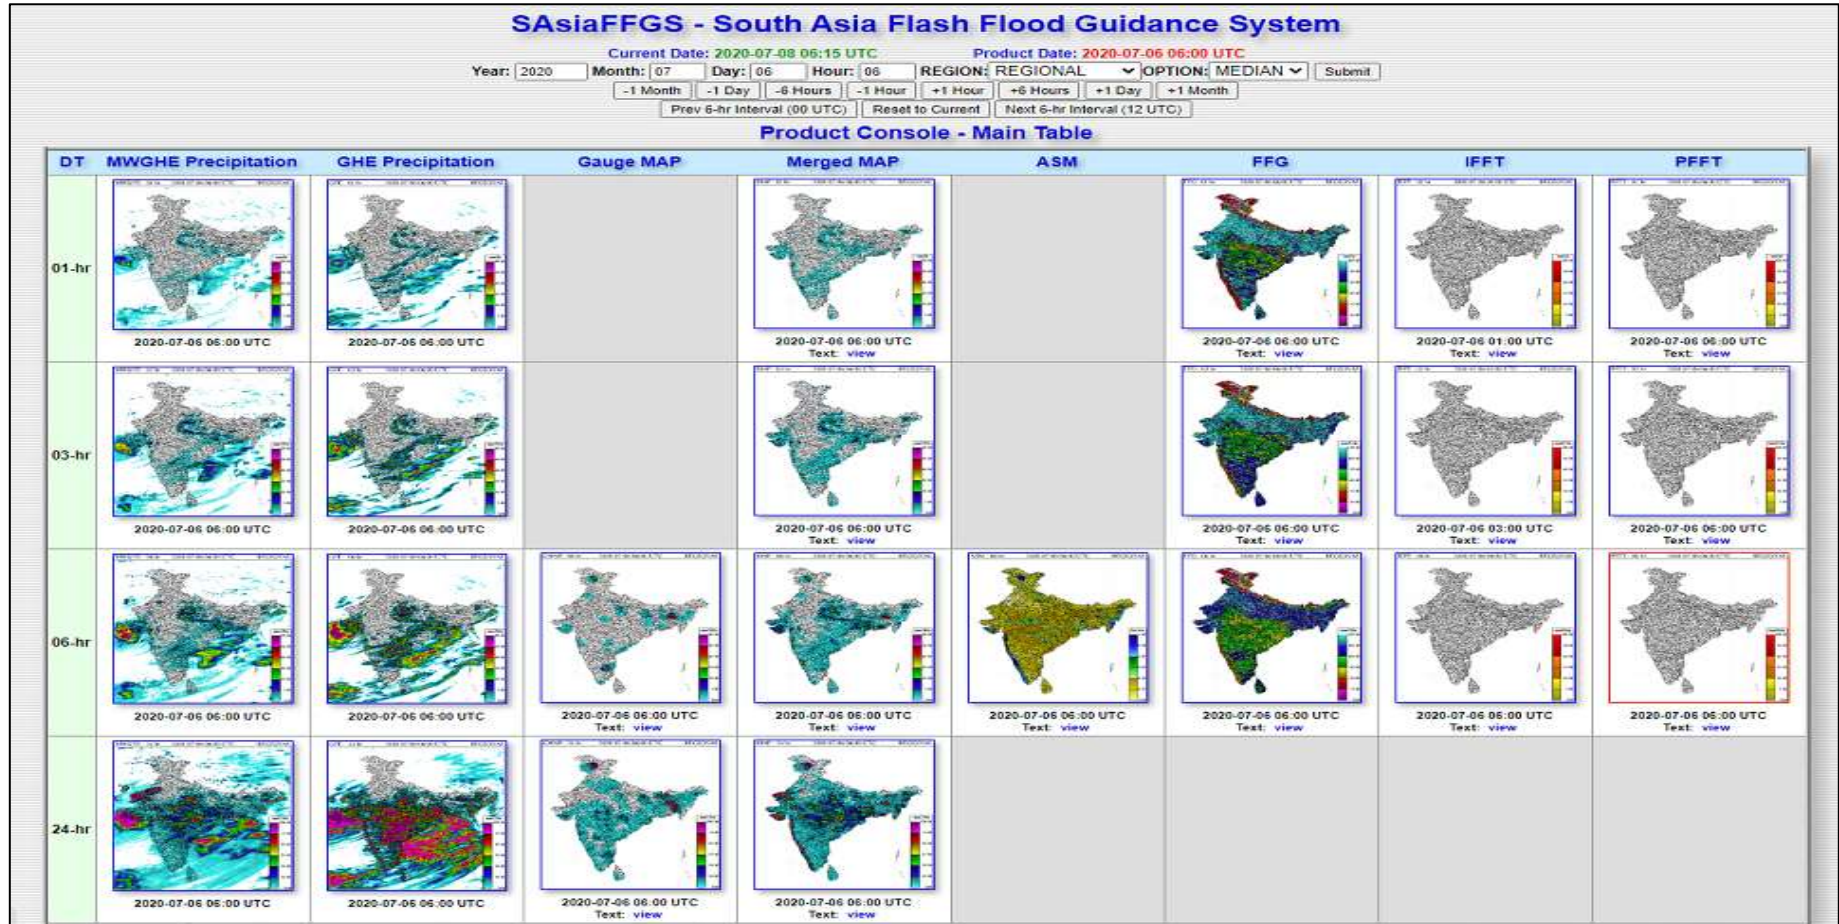 SAsiaFFGS - South Asia Flash Flood Guidance System
Current Date: 2020-07-08 06:15 UTC Product Date: 2020-07-06 06:00 UTC
Year: 2020 Month: 07 Day: 06 Hour: 06 REGION: REGIONAL OPTION: MEDIAN Submit
-1 Month -1 Day -6 Hours -1 Hour +1 Hour +6 Hours +1 Day +1 Month
Prev 6-hr Interval (00 UTC) Reset to Current Next 6-hr Interval (12 UTC)
Product Console - Main Table
DT MWGHE Precipitation GHE Precipitation Gauge MAP Merged MAP ASM FFG IFFT PFFT
01-hr
2020-07-06 06:00 UTC 2020-07-06 06:00 UTC 2020-07-06 06:00 UTC 2020-07-06 06:00 UTC 2020-07-06 01:00 UTC 2020-07-06 06:00 UTC
Text: view Text: view Text: view Text: view
03-hr
2020-07-06 06:00 UTC 2020-07-06 06:00 UTC 2020-07-06 06:00 UTC 2020-07-06 06:00 UTC 2020-07-06 03:00 UTC 2020-07-06 06:00 UTC
Text: view Text: view Text: view Text: view
06-hr
2020-07-06 06:00 UTC 2020-07-06 06:00 UTC 2020-07-06 06:00 UTC 2020-07-06 06:00 UTC 2020-07-06 06:00 UTC 2020-07-06 06:00 UTC 2020-07-06 06:00 UTC 2020-07-06 06:00 UTC
Text: view Text: view Text: view Text: view Text: view Text: view
24-hr
2020-07-06 06:00 UTC 2020-07-06 06:00 UTC 2020-07-06 06:00 UTC 2020-07-06 06:00 UTC
Text: view Text: view